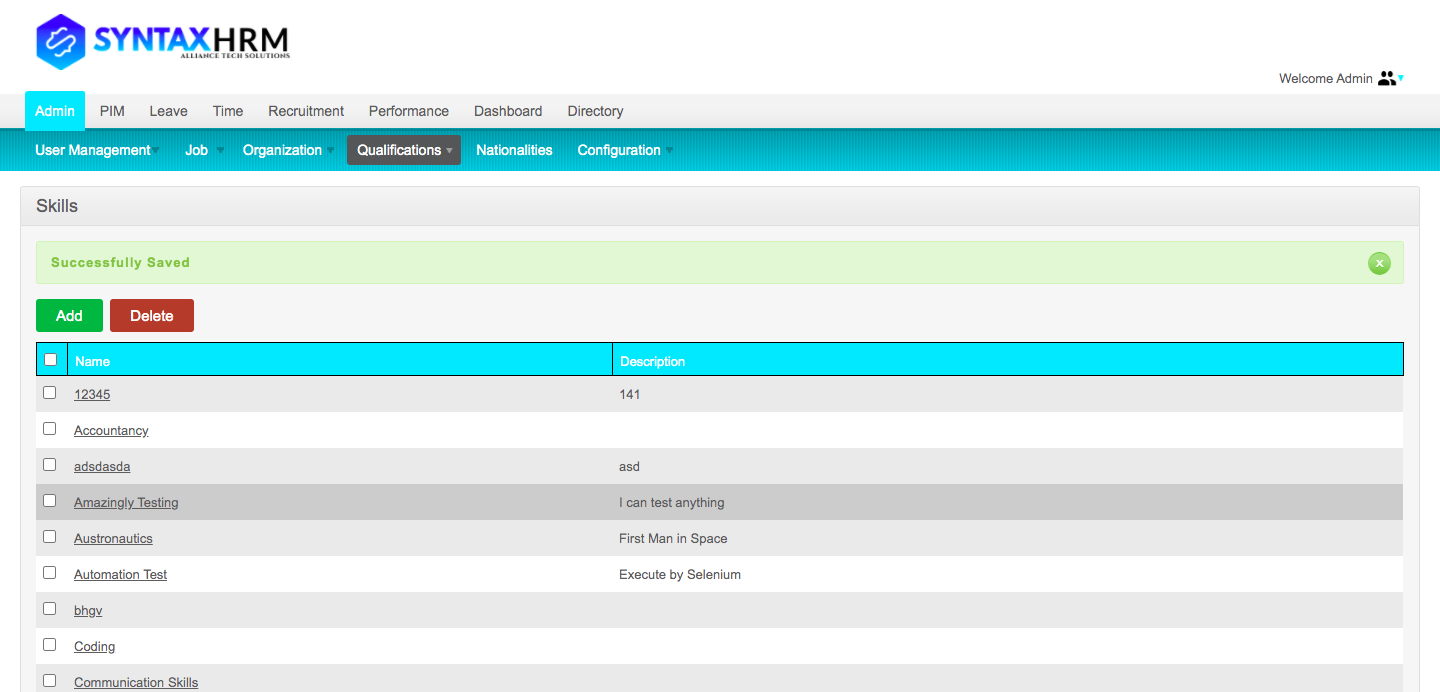 SYNTAXHRM
ALLIANCE TECH SOLUTIONS
Welcome Admin
Admin PIM Leave Time Recruitment Performance Dashboard Directory
User Management Job Organization Qualifications Nationalities Configuration
Skills
Successfully Saved
x
Add Delete
Name Description
12345 141
Accountancy
adsdasda asd
Amazingly Testing I can test anything
Austronautics First Man in Space
Automation Test Execute by Selenium
bhgv
Coding
Communication Skills